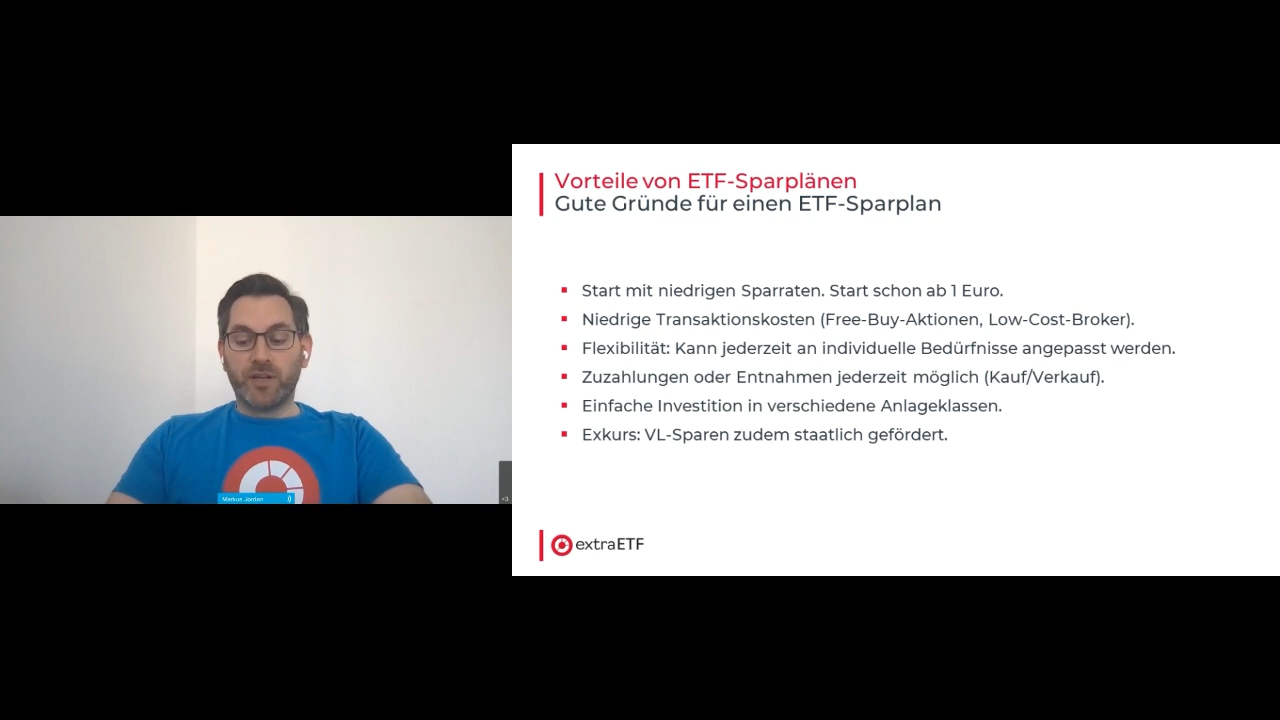 Vorteile von ETF-Sparplänen
Gute Gründe für einen ETF-Sparplan
Start mit niedrigen Sparraten. Start schon ab 1 Euro.
Niedrige Transaktionskosten (Free-Buy-Aktionen, Low-Cost-Broker).
Flexibilität: Kann jederzeit an individuelle Bedürfnisse angepasst werden.
Zuzahlungen oder Entnahmen jederzeit möglich (Kauf/Verkauf).
Einfache Investition in verschiedene Anlageklassen.
Exkurs: VL-Sparen zudem staatlich gefördert.
Markus Jordan
+3
extraETF